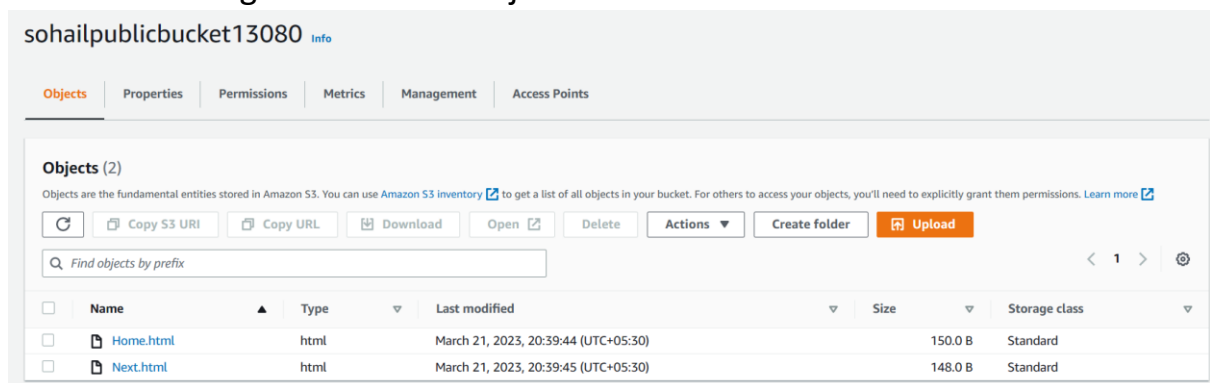 sohailpublicbucket13080 Info
Objects Properties Permissions Metrics Management Access Points
Objects (2)
Objects are the fundamental entities stored in Amazon S3. You can use Amazon S3 inventory to get a list of all objects in your bucket. For others to access your objects, you'll need to explicitly grant them permissions. Learn more
Copy S3 URI Copy URL Download Open Delete Actions Create folder Upload
Find objects by prefix 1
Name Type Last modified Size Storage class
Home.html html March 21, 2023, 20:39:44 (UTC+05:30) 150.0 B Standard
Next.html html March 21, 2023, 20:39:45 (UTC+05:30) 148.0 B Standard